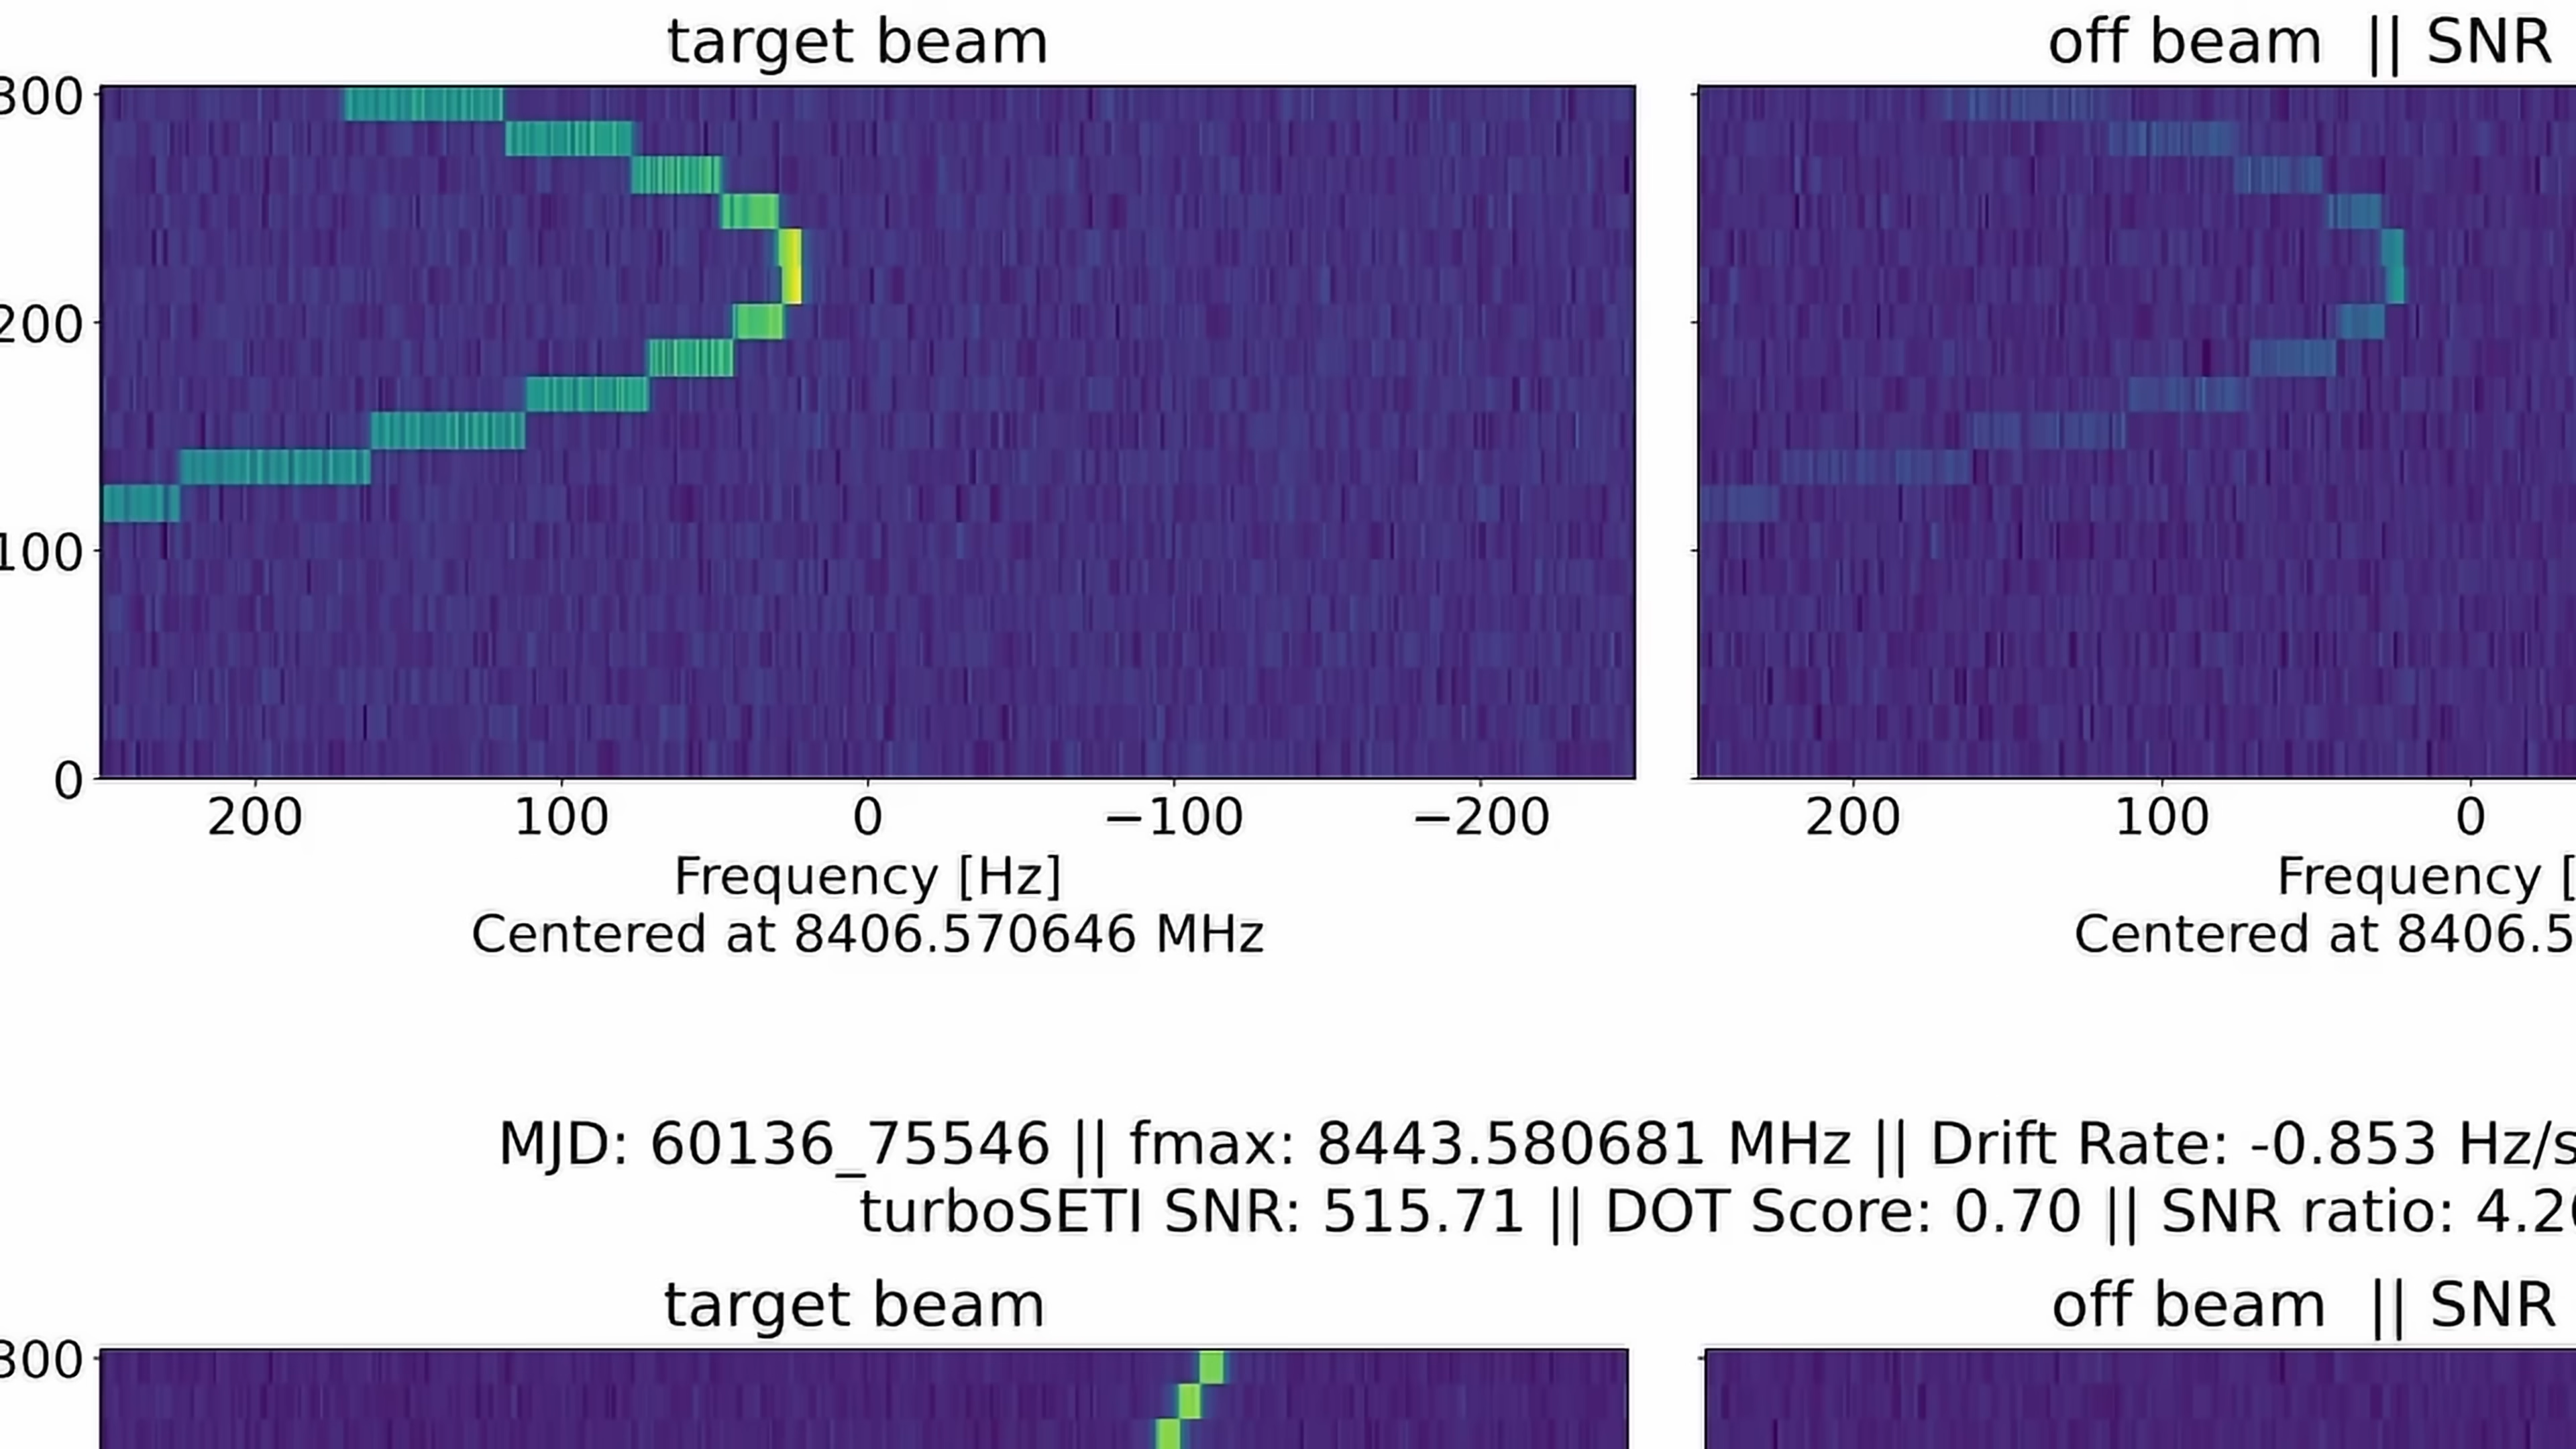 target beam
off beam || SNR
300
200
100
0
200 100 0 −100 −200
200 100 0
Frequency [Hz]
Centered at 8406.570646 MHz
Frequency [
Centered at 8406.5
MJD: 60136_75546 || fmax: 8443.580681 MHz || Drift Rate: -0.853 Hz/s
turboSETI SNR: 515.71 || DOT Score: 0.70 || SNR ratio: 4.2
target beam
off beam || SNR
300